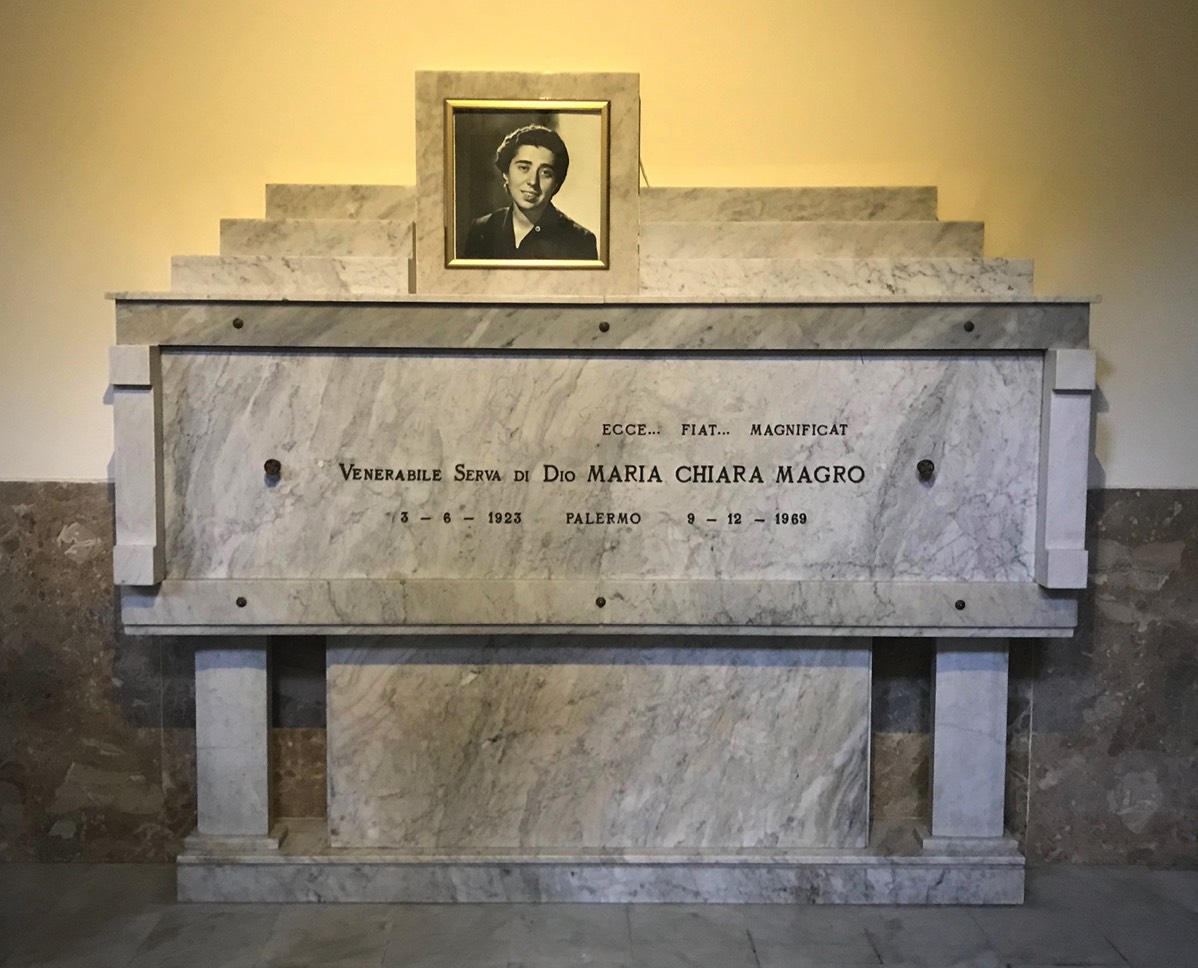 ECCE... FIAT... MAGNIFICAT
VENERABILE SERVA DI DIO MARIA CHIARA MAGRO
3 – 6 – 1923 PALERMO 9 – 12 – 1969